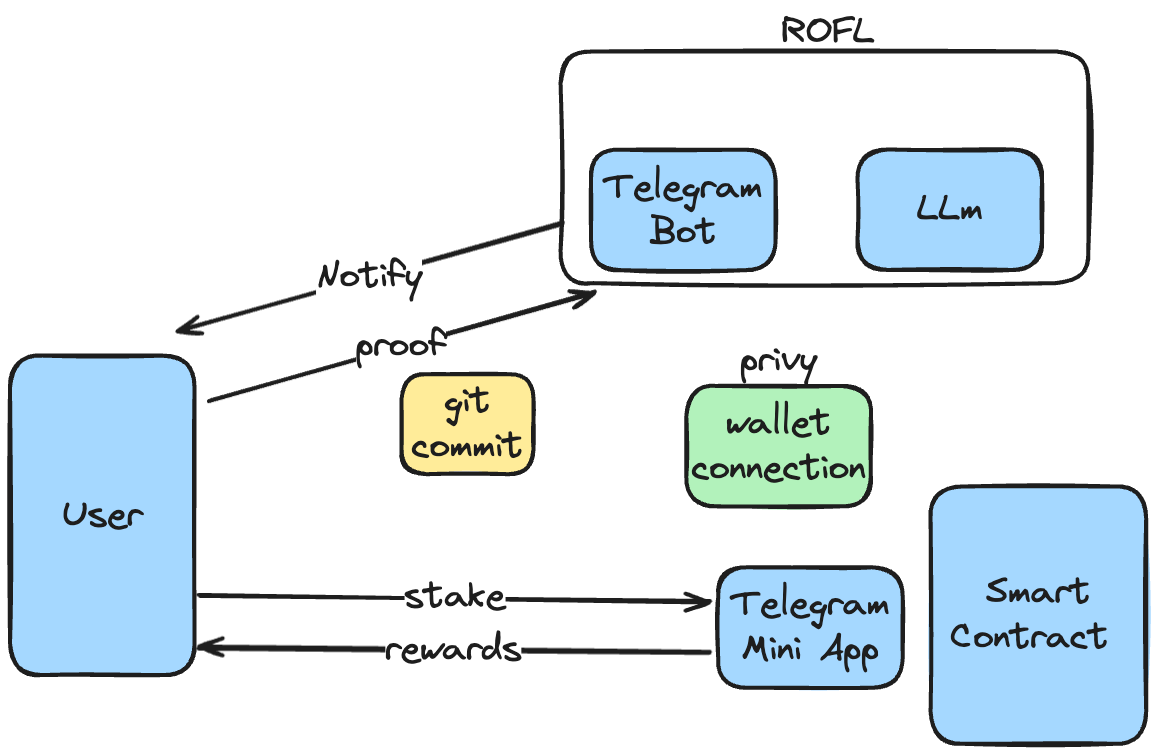 ROFL
Telegram
Bot
LLm
Notify
proof
git
commit
privy
wallet
connection
User
stake
rewards
Telegram
Mini App
Smart
Contract